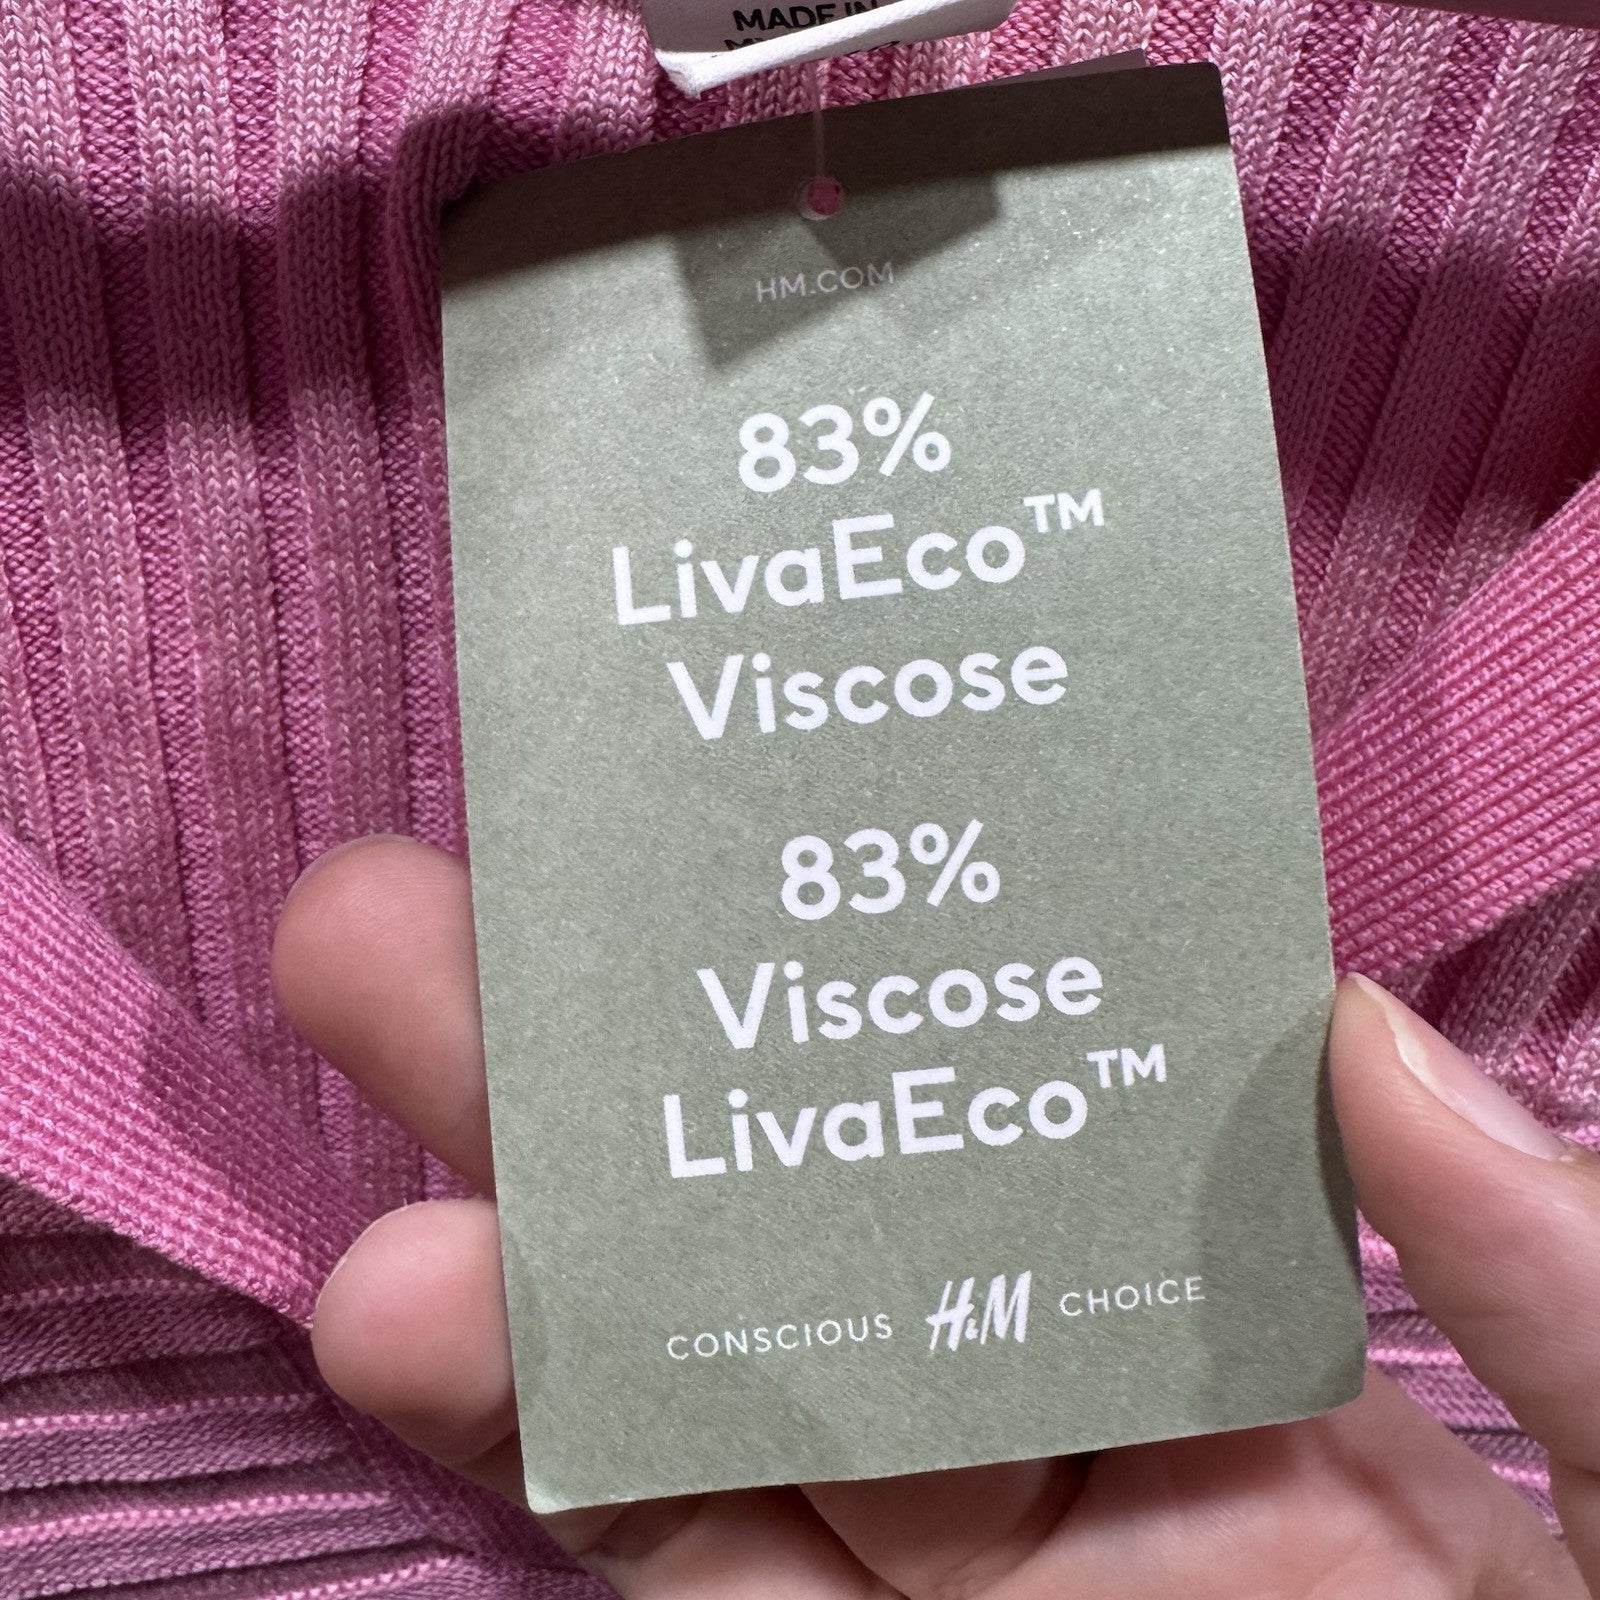 MADE IN
HM.COM
83%
LivaEco™
Viscose
83%
Viscose
LivaEco™
CONSCIOUS H&M CHOICE